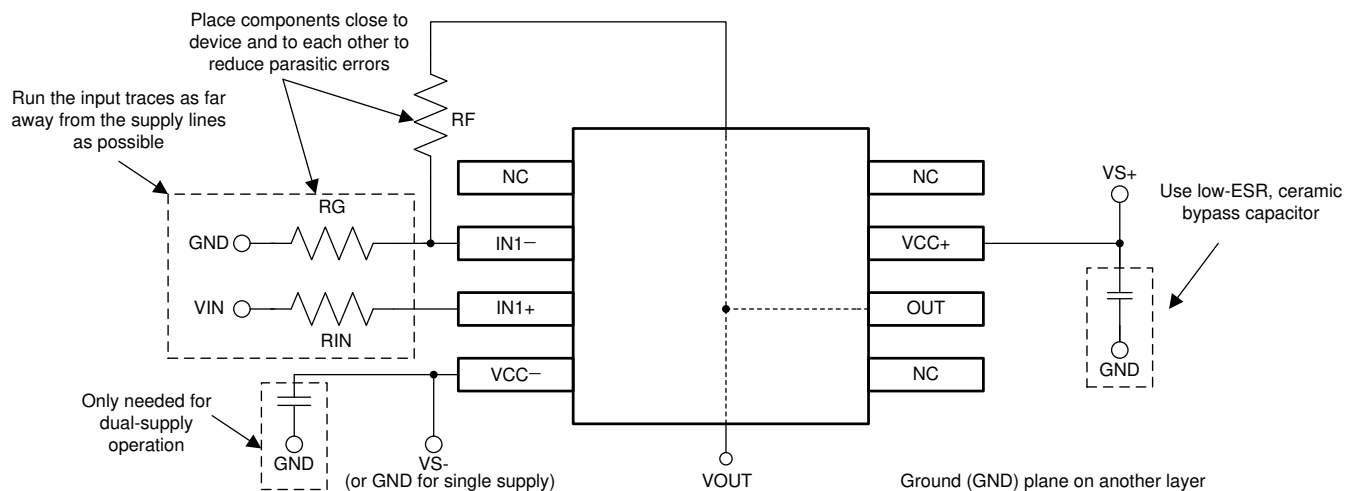 Place components close to
device and to each other to
reduce parasitic errors
Run the input traces as far
away from the supply lines
as possible
RF
NC
NC
VS+
Use low-ESR, ceramic
bypass capacitor
RG
GND
IN1−
VCC+
VIN
IN1+
OUT
RIN
VCC−
NC
GND
Only needed for
dual-supply
operation
GND
VS-
(or GND for single supply)
VOUT
Ground (GND) plane on another layer